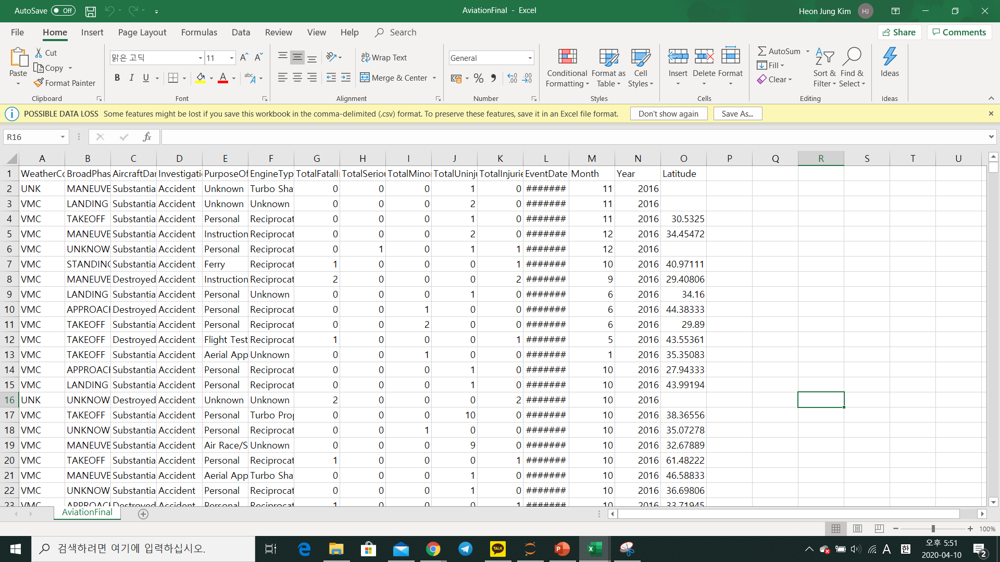 AutoSave Off AviationFinal - Excel Heon Jung Kim HJ
File Home Insert Page Layout Formulas Data Review View Help Search Share Comments
Paste Cut Copy Format Painter Clipboard
맑은 고딕 11 B I U A Font
Wrap Text Merge & Center Alignment
General % Number
Conditional Formatting Format as Table Cell Styles Styles
Insert Delete Format Cells
AutoSum Fill Clear Sort & Filter Find & Select Editing
Ideas Ideas
POSSIBLE DATA LOSS Some features might be lost if you save this workbook in the comma-delimited (.csv) format. To preserve these features, save it in an Excel file format. Don't show again Save As...
R16 fx
A B C D E F G H I J K L M N O P Q R S T U
1 WeatherCo BroadPhas AircraftDar Investigati PurposeOf EngineTyp TotalFatalI TotalSeriou TotalMino TotalUninju TotalInjurie EventDate Month Year Latitude
2 UNK MANEUVE Substantia Accident Unknown Turbo Sha 0 0 0 1 0 ####### 11 2016
3 VMC LANDING Substantia Accident Unknown Unknown 0 0 0 2 0 ####### 11 2016
4 VMC TAKEOFF Substantia Accident Personal Reciprocat 0 0 0 1 0 ####### 11 2016 30.5325
5 VMC MANEUVE Substantia Accident Instruction Reciprocat 0 0 0 2 0 ####### 12 2016 34.45472
6 VMC UNKNOW Substantia Accident Personal Reciprocat 0 1 0 1 1 ####### 12 2016
7 VMC STANDING Substantia Accident Ferry Reciprocat 1 0 0 0 1 ####### 10 2016 40.97111
8 VMC MANEUVE Destroyed Accident Instruction Reciprocat 2 0 0 0 2 ####### 9 2016 29.40806
9 VMC LANDING Substantia Accident Personal Unknown 0 0 0 1 0 ####### 6 2016 34.16
10 VMC APPROACH Destroyed Accident Personal Reciprocat 0 0 1 0 0 ####### 6 2016 44.38333
11 VMC TAKEOFF Substantia Accident Personal Reciprocat 0 0 2 0 0 ####### 6 2016 29.89
12 VMC TAKEOFF Destroyed Accident Flight Test Reciprocat 1 0 0 0 1 ####### 5 2016 43.55361
13 VMC TAKEOFF Substantia Accident Aerial App Unknown 0 0 1 0 0 ####### 1 2016 35.35083
14 VMC APPROACH Substantia Accident Personal Reciprocat 0 0 0 1 0 ####### 10 2016 27.94333
15 VMC LANDING Substantia Accident Personal Reciprocat 0 0 0 1 0 ####### 10 2016 43.99194
16 UNK UNKNOW Destroyed Accident Unknown Unknown 2 0 0 0 2 ####### 10 2016
17 VMC TAKEOFF Substantia Accident Personal Turbo Prop 0 0 0 10 0 ####### 10 2016 38.36556
18 VMC UNKNOW Substantia Accident Personal Reciprocat 0 0 1 0 0 ####### 10 2016 35.07278
19 VMC MANEUVE Substantia Accident Air Race/S Unknown 0 0 0 9 0 ####### 10 2016 32.67889
20 VMC TAKEOFF Substantia Accident Personal Reciprocat 1 0 0 0 1 ####### 10 2016 61.48222
21 VMC MANEUVE Substantia Accident Aerial App Turbo Sha 0 0 0 1 0 ####### 10 2016 46.58833
22 VMC UNKNOW Substantia Accident Personal Reciprocat 0 0 0 1 0 ####### 10 2016 36.69806
23 VMC APPROACH Destroyed Accident Personal Reciprocat 1 0 0 0 1 ####### 10 2016 33.71945
AviationFinal
100%
검색하려면 여기에 입력하십시오. TALK A 한 오후 5:51
2020-04-10 2